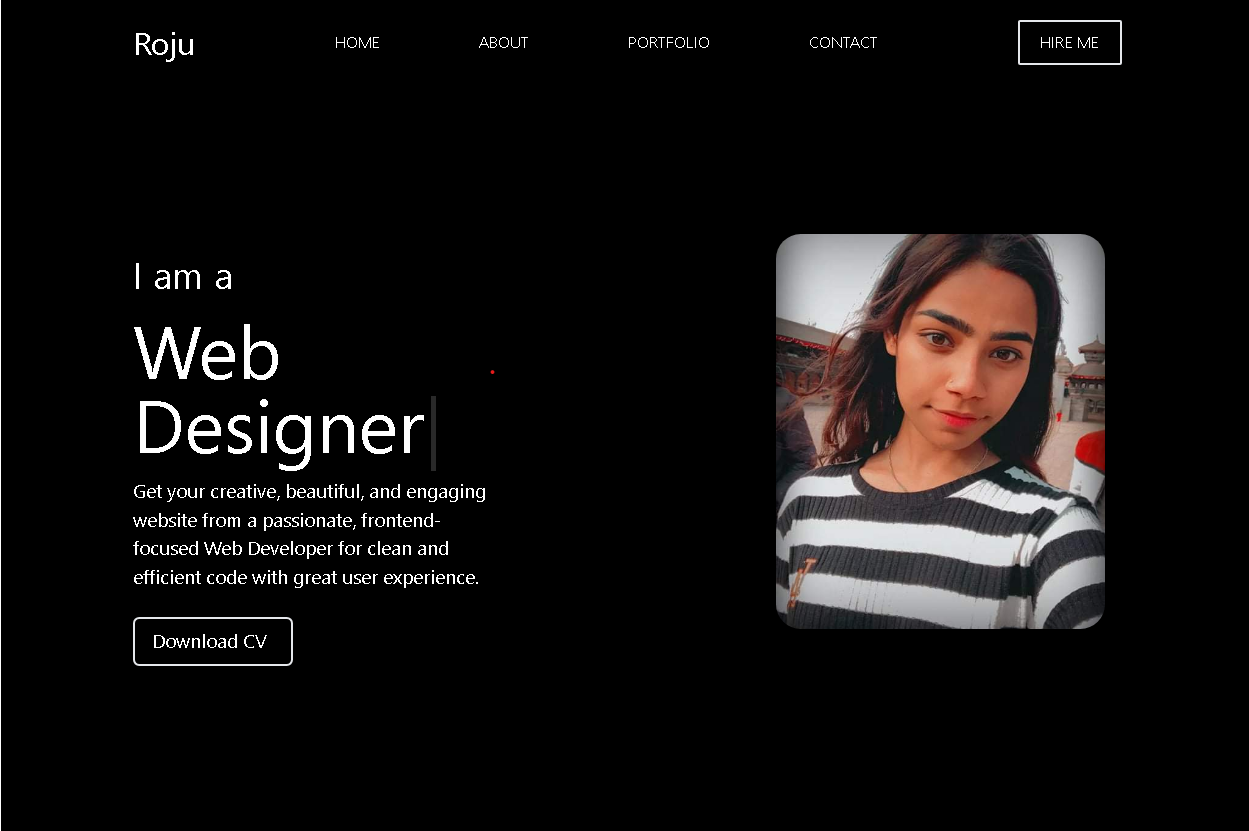 Roju
HOME
ABOUT
PORTFOLIO
CONTACT
HIRE ME
I am a
Web
Designer
Get your creative, beautiful, and engaging
website from a passionate, frontend-
focused Web Developer for clean and
efficient code with great user experience.
Download CV